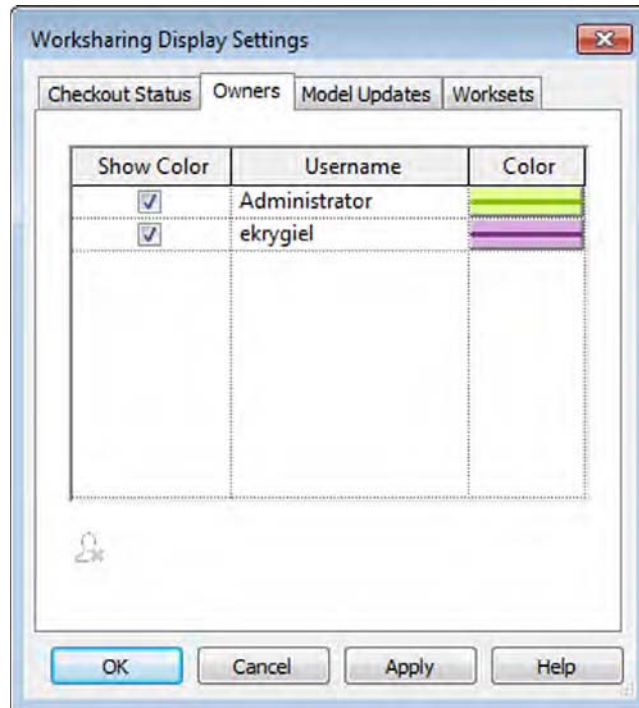 Worksharing Display Settings
Checkout Status Owners Model Updates Worksets
Show Color Username Color
Administrator
ekrygiel
OK Cancel Apply Help